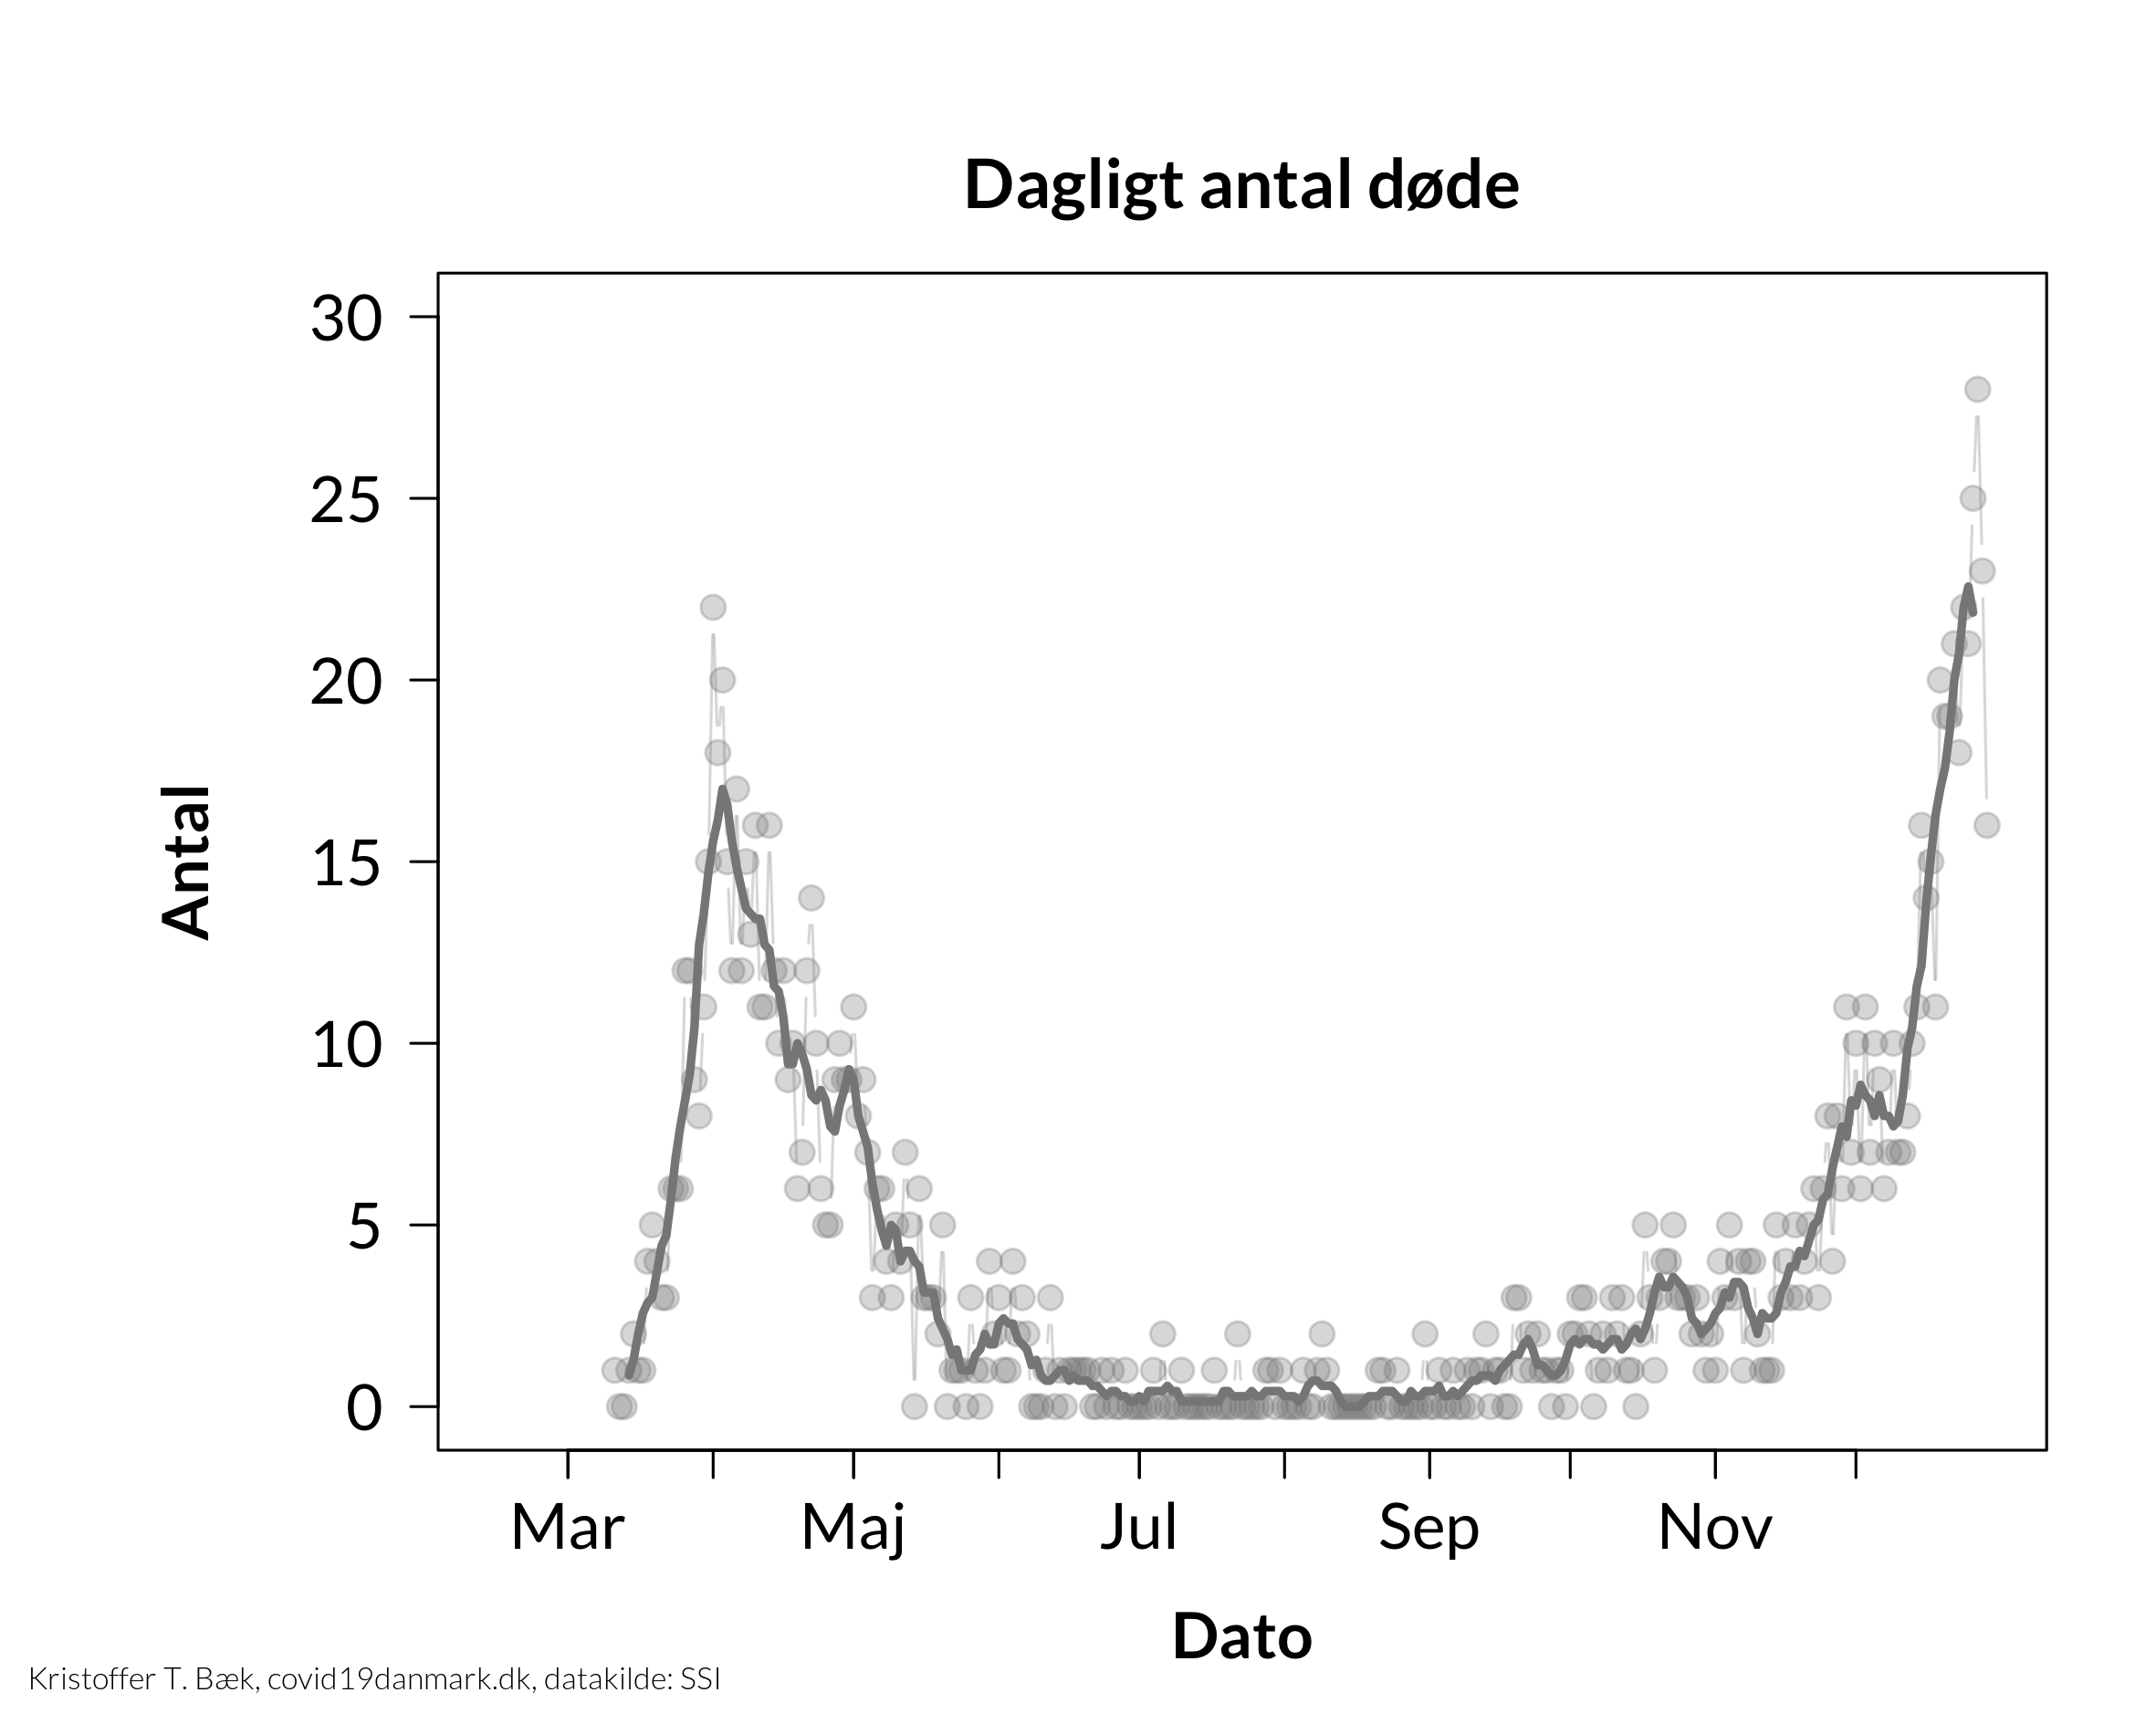 Dagligt antal døde
Antal
30
25
20
15
10
5
0
Mar Maj Jul Sep Nov
Dato
Kristoffer T. Bæk, covid19danmark.dk, datakilde: SSI